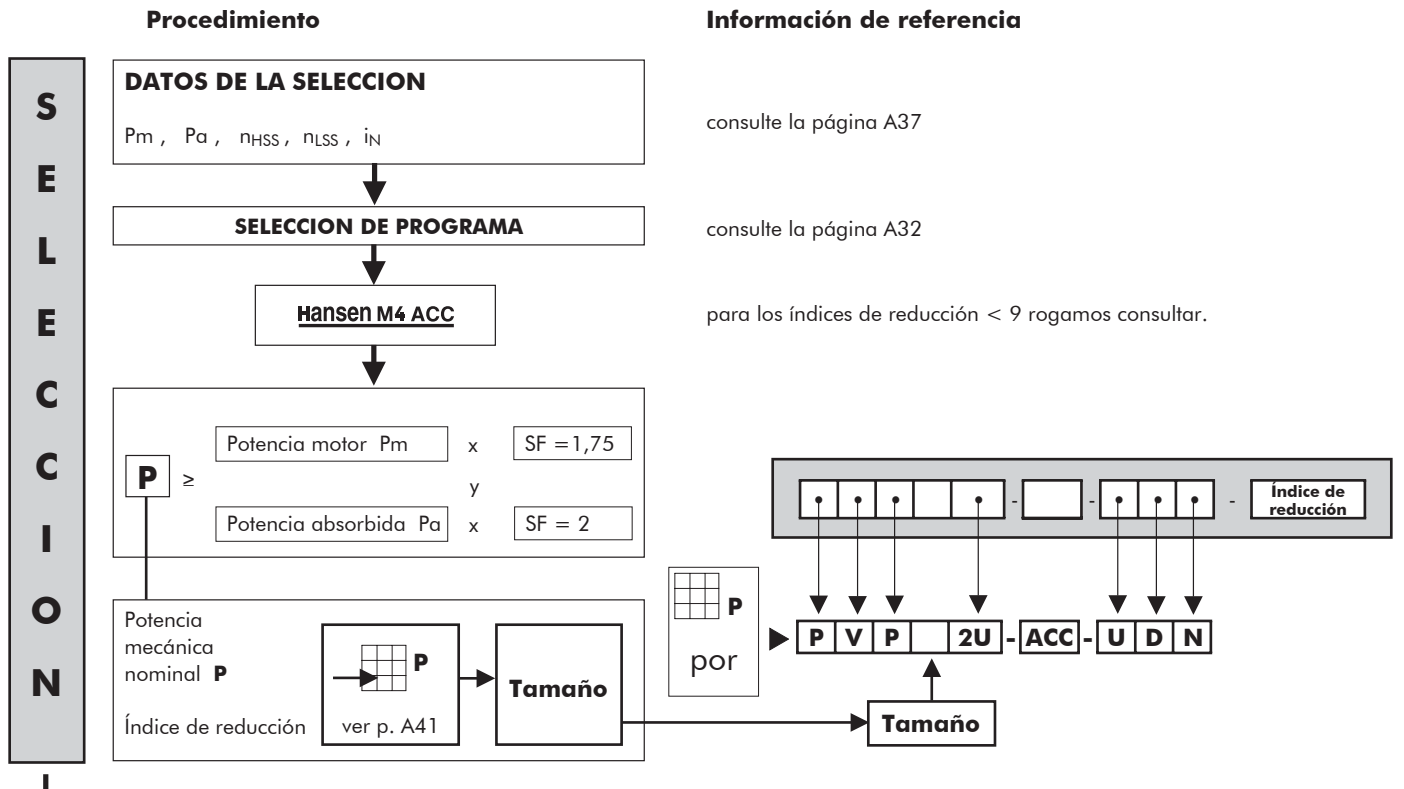 Procedimiento
Información de referencia
S
E
L
E
C
C
I
O
N
DATOS DE LA SELECCION
Pm , Pa , nHSS , nLSS , iN
consulte la página A37
SELECCION DE PROGRAMA
consulte la página A32
Hansen M4 ACC
para los índices de reducción < 9 rogamos consultar.
P ≥
Potencia motor Pm x SF =1,75
y
Potencia absorbida Pa x SF = 2
- - - Índice de
reducción
Potencia
mecánica
nominal P
Índice de reducción
P
ver p. A41
Tamaño
P
por
P V P 2U - ACC - U D N
Tamaño